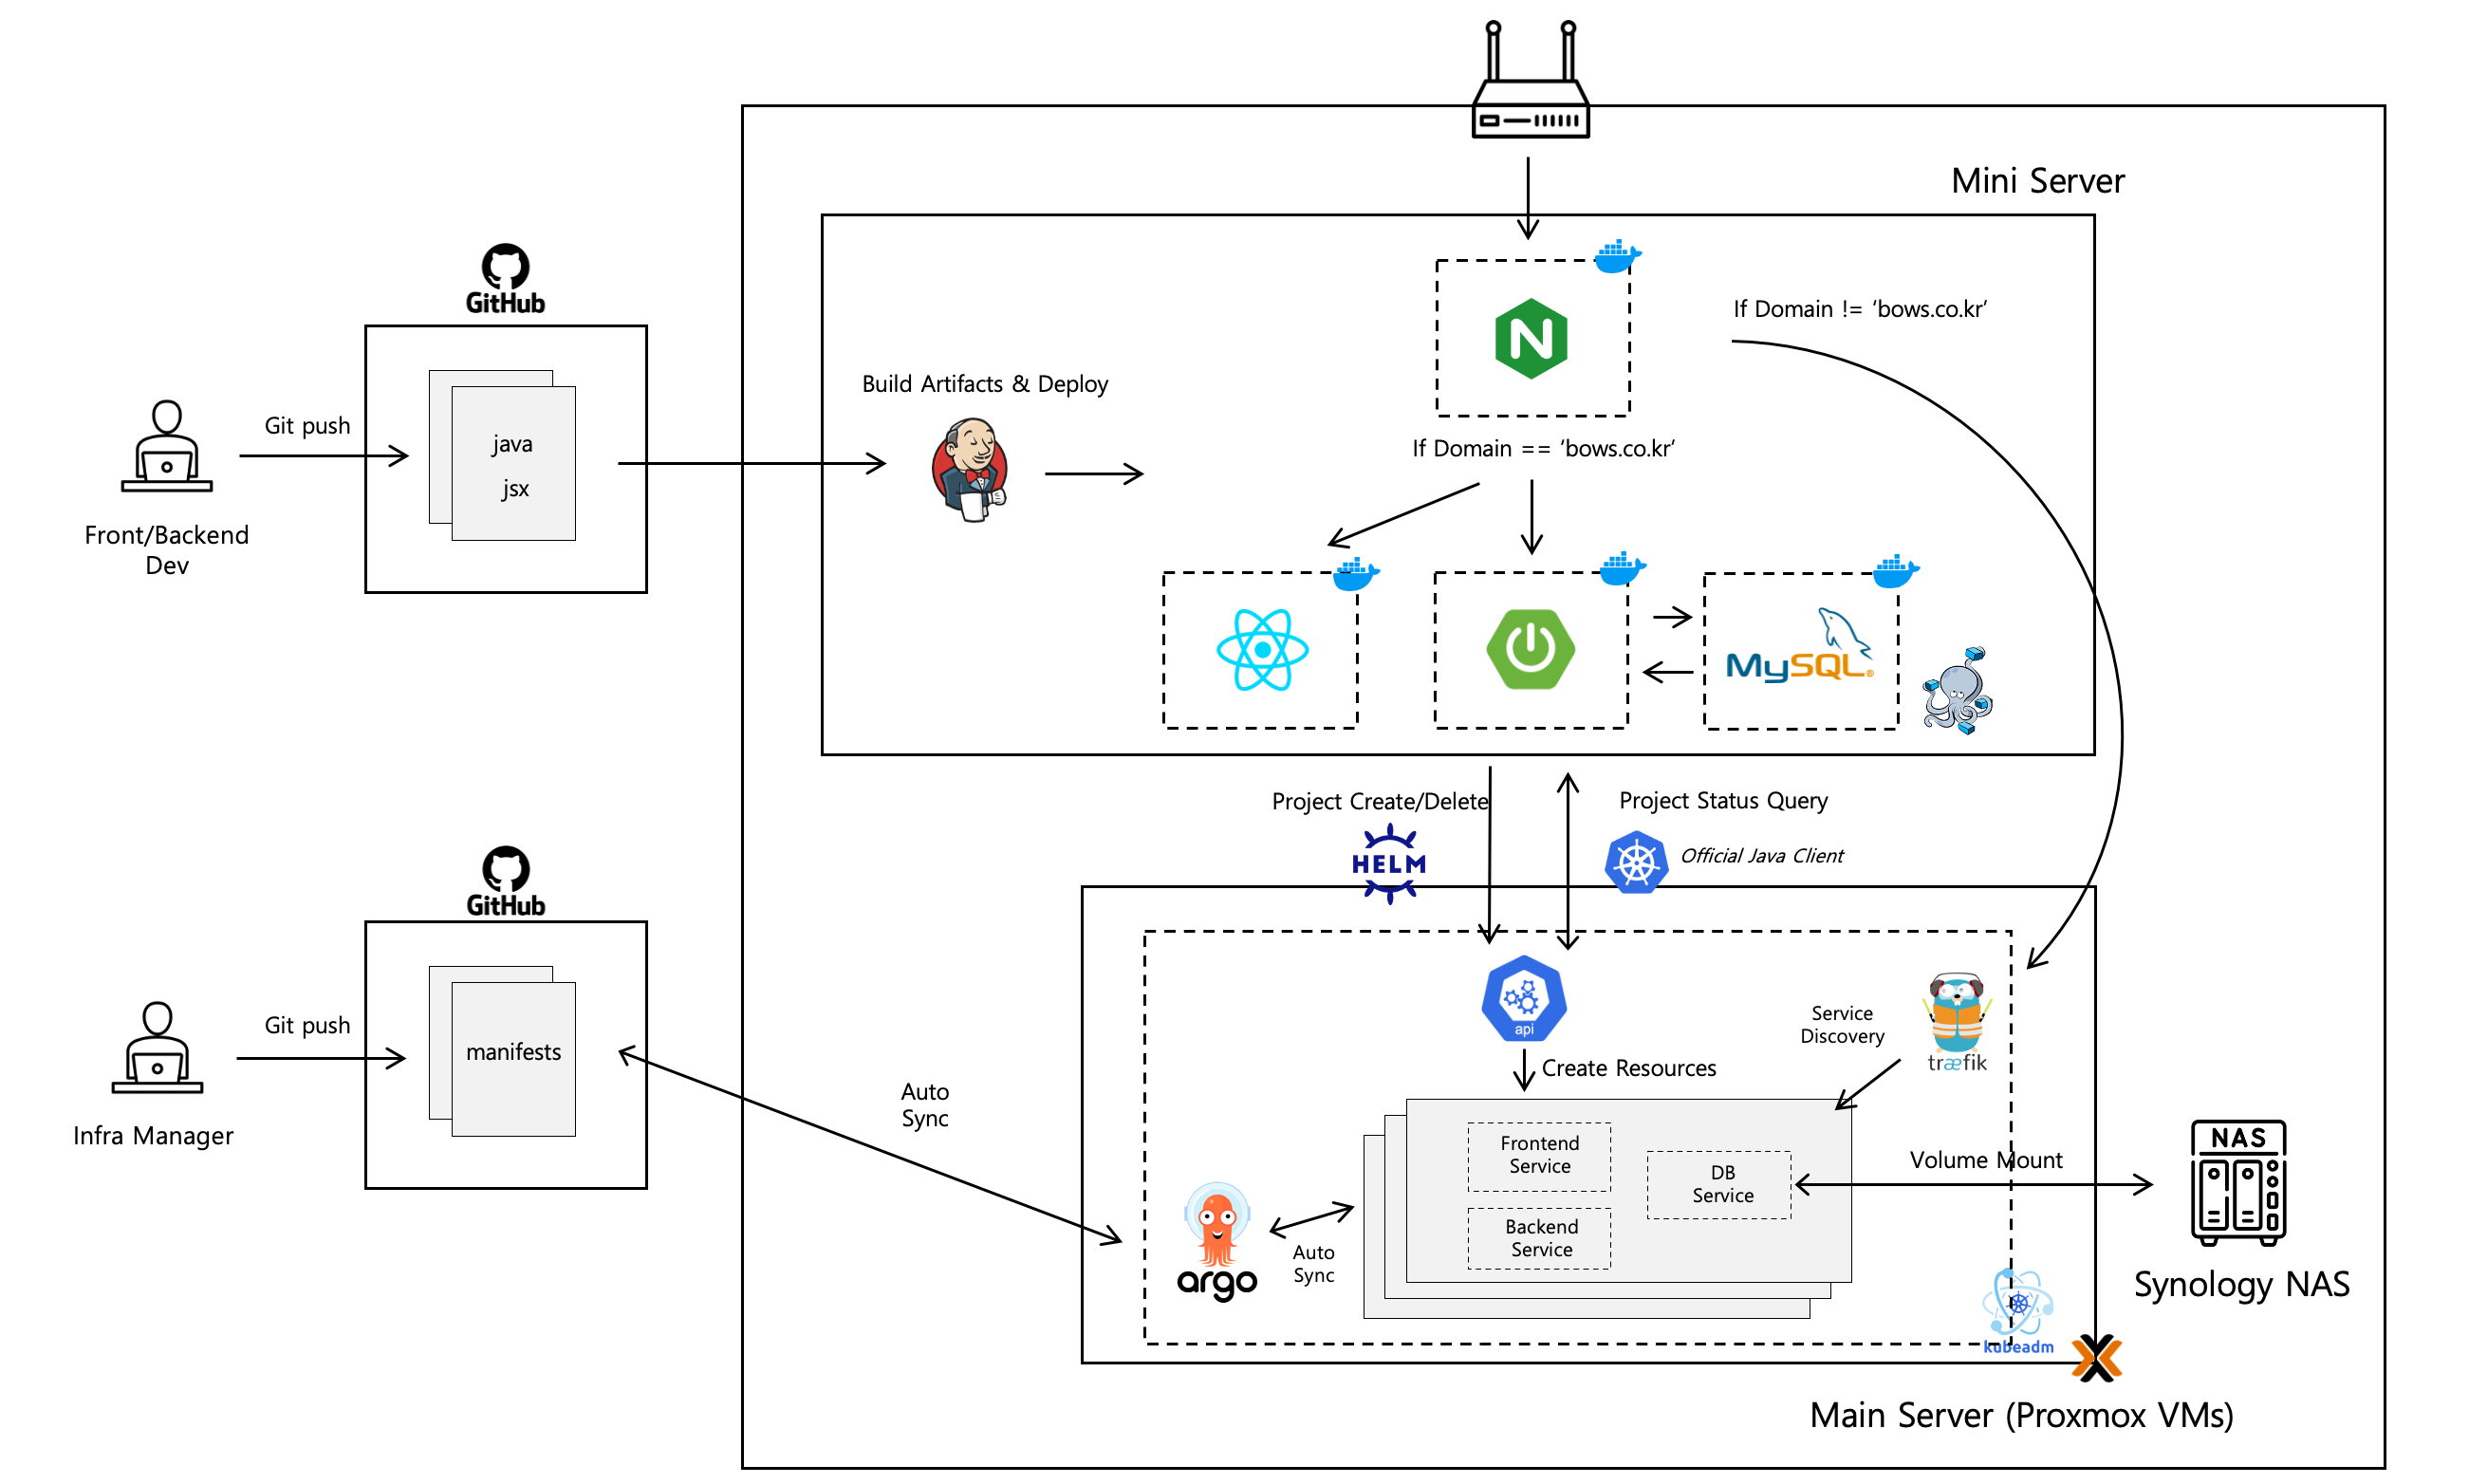 Mini Server
GitHub
If Domain != ‘bows.co.kr’
N
Build Artifacts & Deploy
Git push
java
jsx
If Domain == ‘bows.co.kr’
Front/Backend
Dev
MySQL®
Project Create/Delete
Project Status Query
HELM
Official Java Client
GitHub
api
Service
Discovery
træfik
Git push
manifests
Create Resources
Auto
Sync
Infra Manager
Frontend
Service
DB
Service
Backend
Service
Volume Mount
NAS
argo
Auto
Sync
Synology NAS
kubeadm
Main Server (Proxmox VMs)